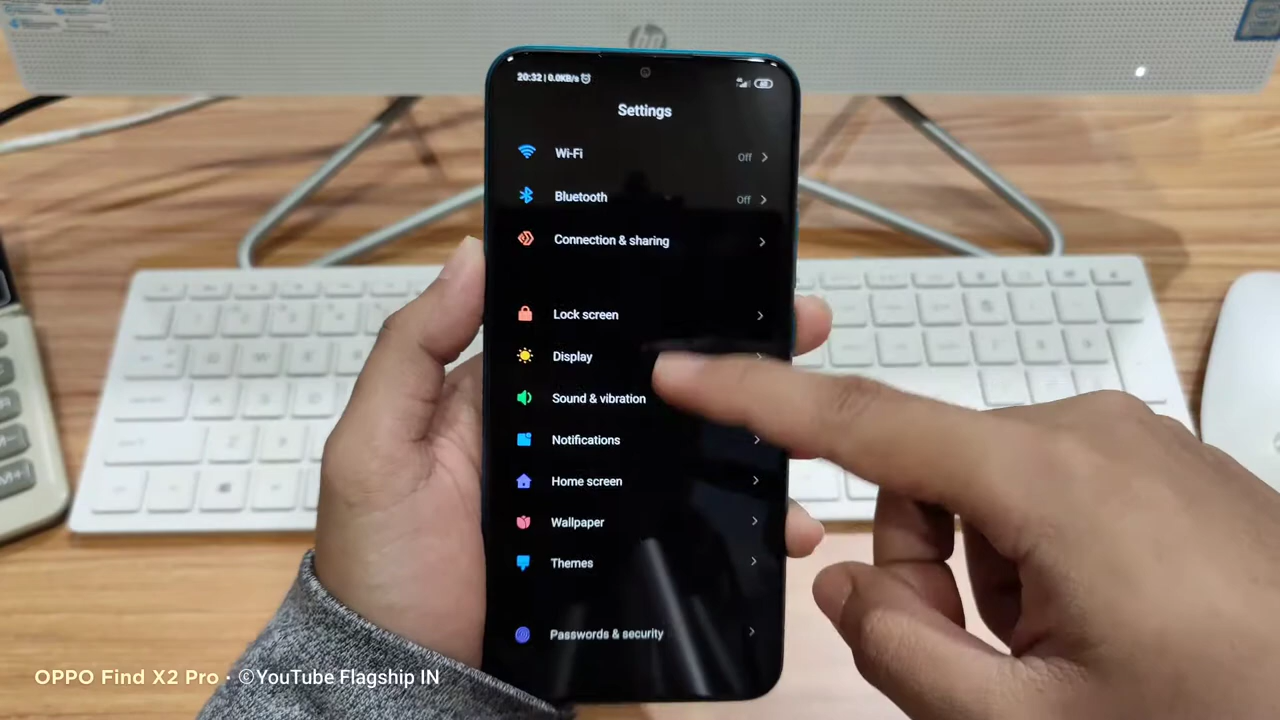 hp
20:32 | 0.0KB/s
Settings
Wi-Fi Off
Bluetooth Off
Connection & sharing
Lock screen
Display
Sound & vibration
Notifications
Home screen
Wallpaper
Themes
Passwords & security
OPPO Find X2 Pro · ©YouTube Flagship IN